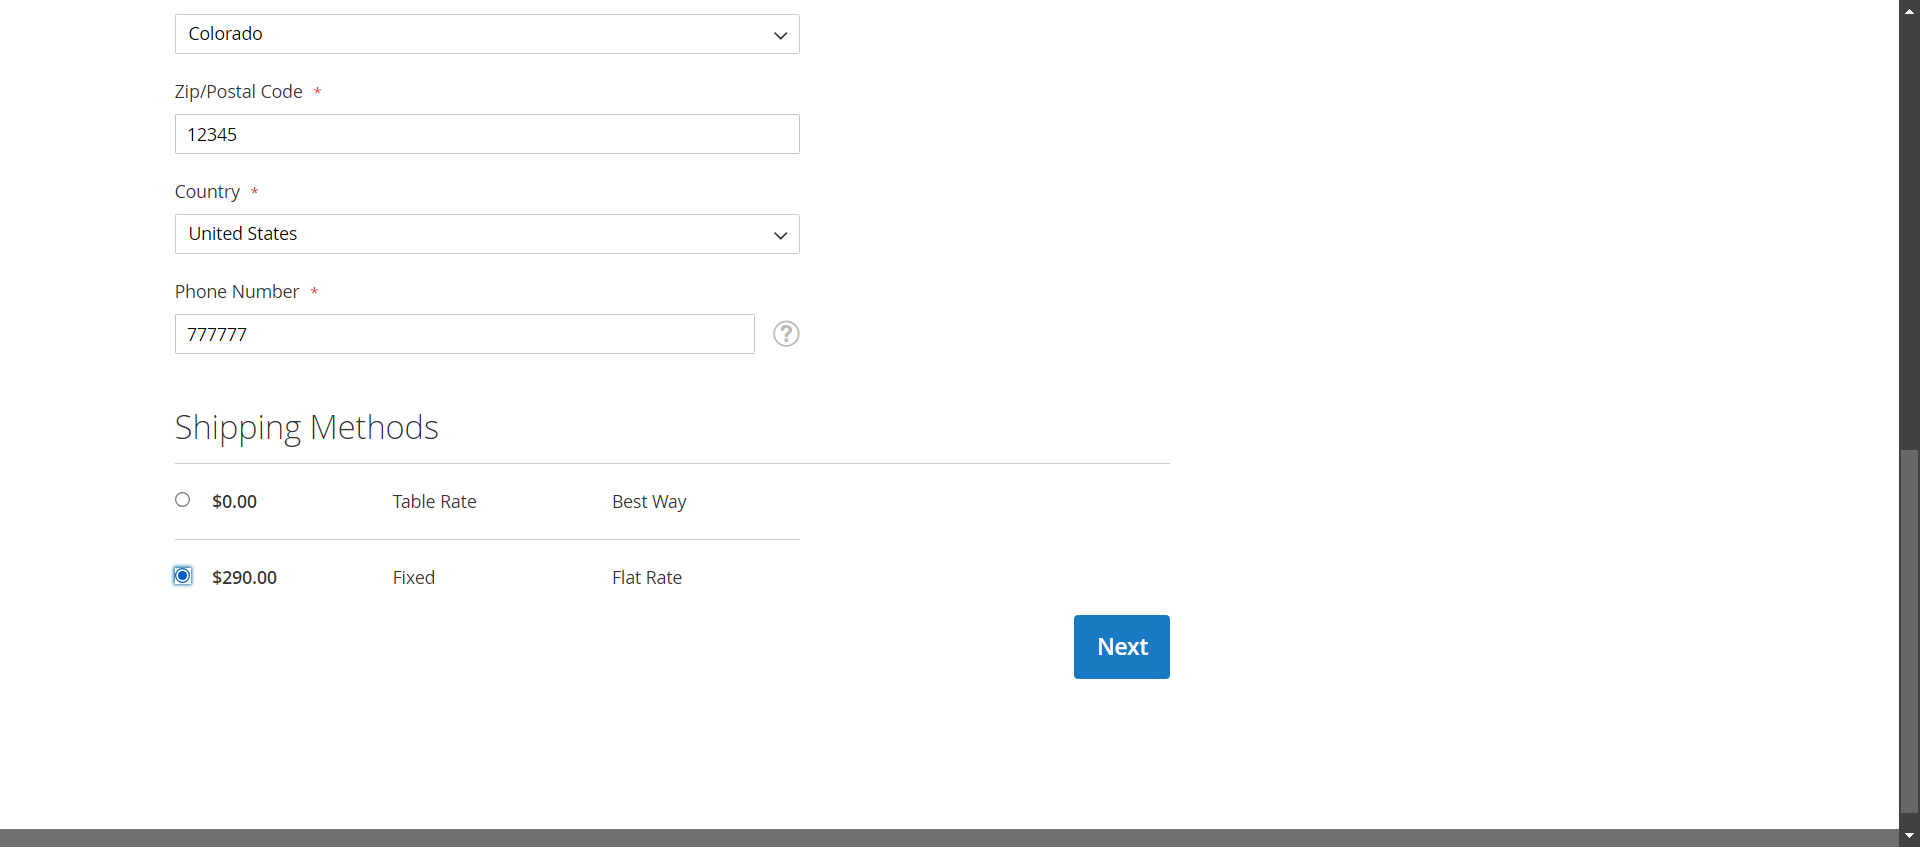 Colorado
Zip/Postal Code *
12345
Country *
United States
Phone Number *
777777
?
Shipping Methods
$0.00 Table Rate Best Way
$290.00 Fixed Flat Rate
Next